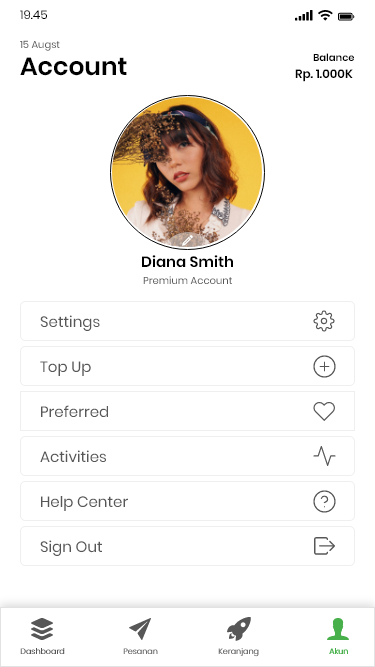 19.45
15 Augst
Account
Balance
Rp. 1.000K
Diana Smith
Premium Account
Settings
Top Up
Preferred
Activities
Help Center
Sign Out
Dashboard
Pesanan
Keranjang
Akun